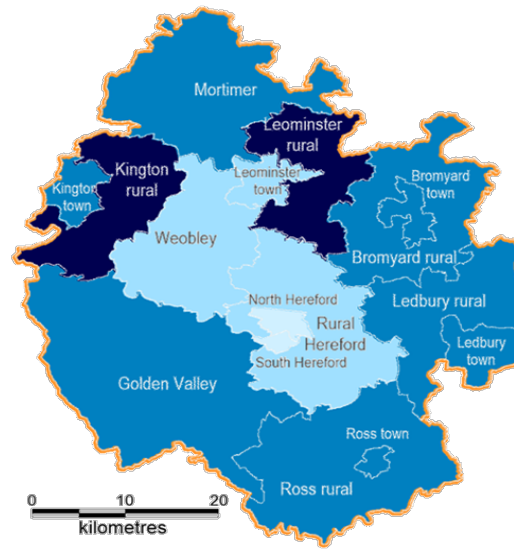 Mortimer
Leominster
rural
Kington
rural
Leominster
town
Kington
town
Bromyard
town
Weobley
Bromyard rural
North Hereford
Ledbury rural
Rural
Hereford
South Hereford
Ledbury
town
Golden Valley
Ross town
Ross rural
0 10 20
kilometres